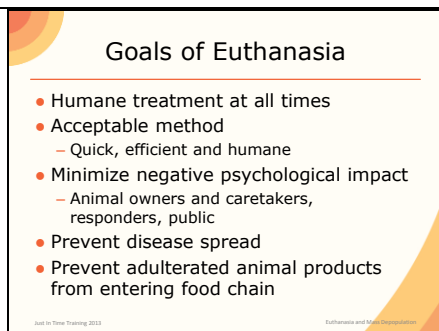 Goals of Euthanasia
● Humane treatment at all times
● Acceptable method
– Quick, efficient and humane
● Minimize negative psychological impact
– Animal owners and caretakers,
responders, public
● Prevent disease spread
● Prevent adulterated animal products
from entering food chain
Just In Time Training 2013
Euthanasia and Mass Depopulation